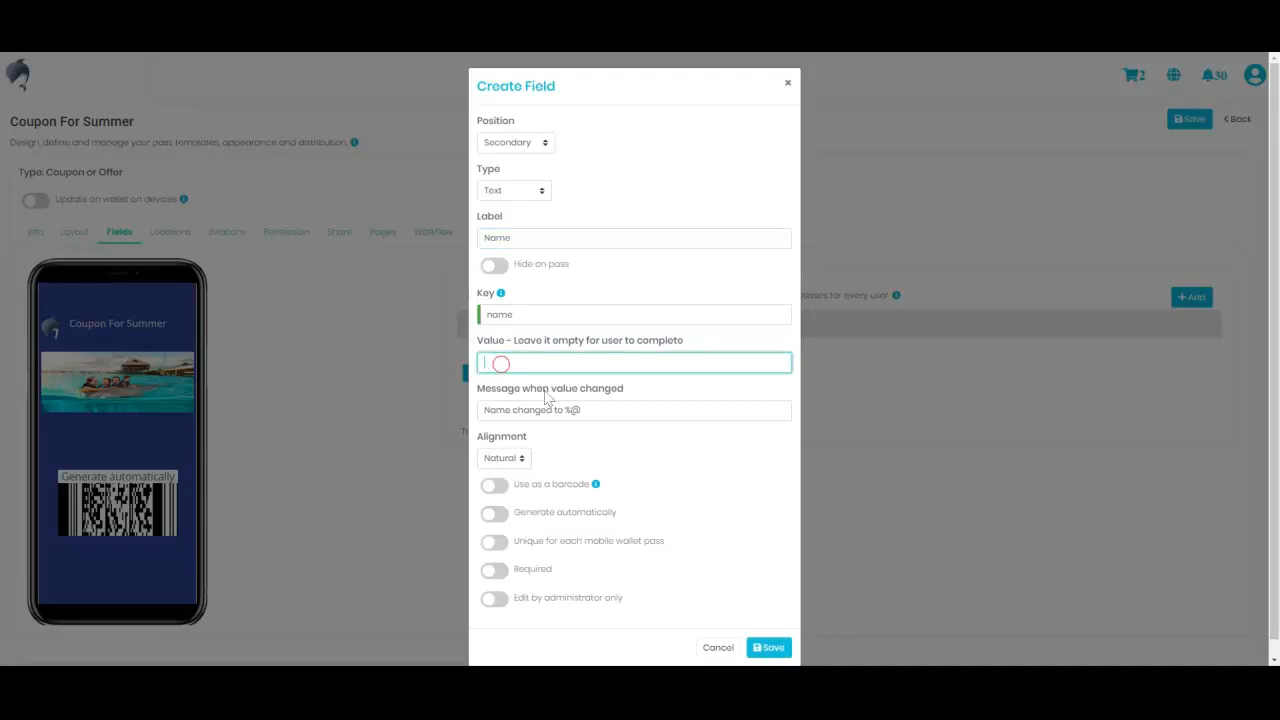 Create Field
×
2
30
Position
Coupon For Summer
Save
Back
Design, define and manage your pass templates, appearance and distribution.
Secondary
Type: Coupon or Offer
Type
Text
Update on wallet on devices
Label
Info
Layout
Fields
Locations
Beacons
Permission
Share
Pages
Workflow
Name
Hide on pass
Key
passes for every user
Add
name
Coupon For Summer
Value - Leave it empty for user to complete
Message when value changed
Name changed to %@
Alignment
Natural
Generate automatically
Use as a barcode
Generate automatically
Unique for each mobile wallet pass
Required
Edit by administrator only
Cancel
Save